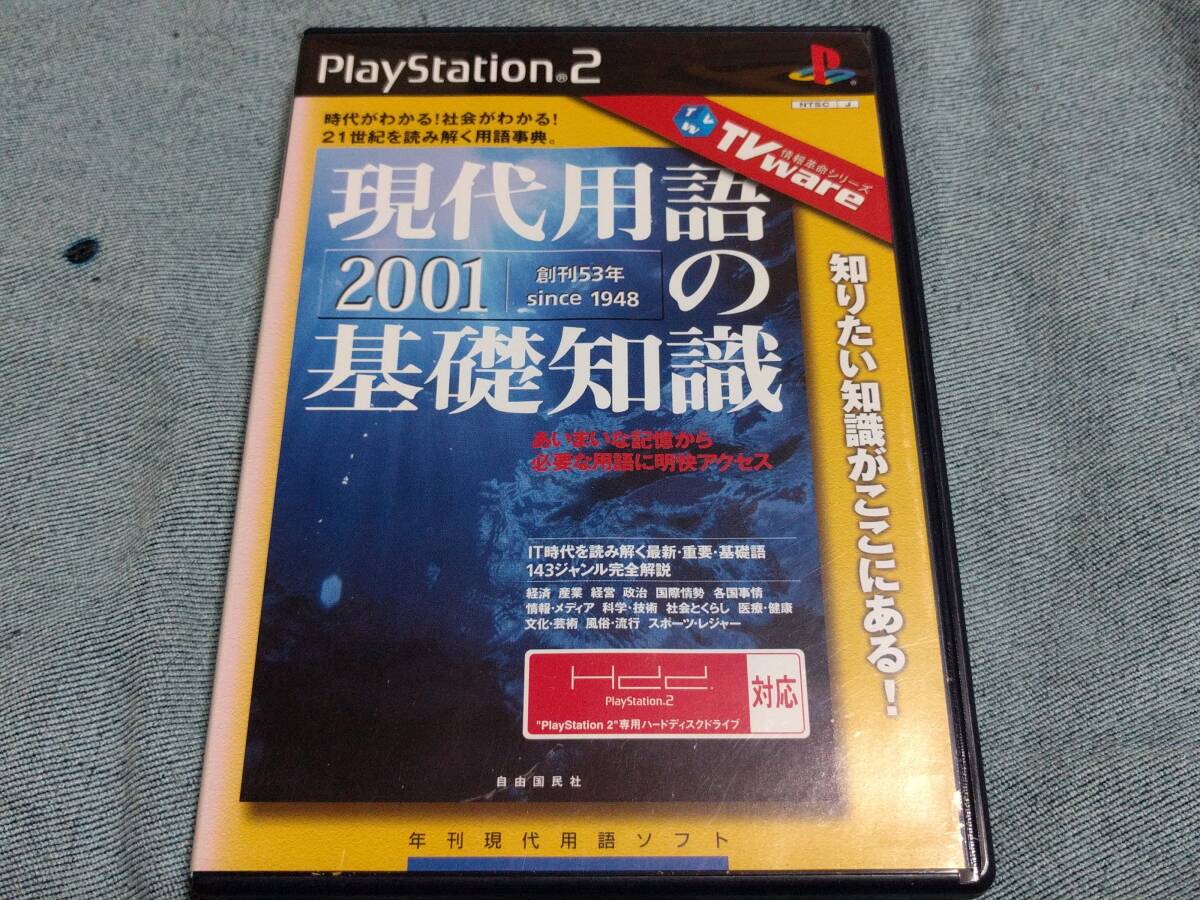 PlayStation®2
NTSC J
時代がわかる!社会がわかる!
21世紀を読み解く用語事典。
TVW
情報革命シリーズ
TVware
現代用語の
2001
創刊53年
since 1948
基礎知識
あいまいな記憶から
必要な用語に明快アクセス
知りたい知識がここにある!
IT時代を読み解く最新・重要・基礎語
143ジャンル完全解説
経済 産業 経営 政治 国際情勢 各国事情
情報・メディア 科学・技術 社会とくらし 医療・健康
文化・芸術 風俗・流行 スポーツ・レジャー
Hdd.
PlayStation.2
"PlayStation 2"専用ハードディスクドライブ
対応
自由国民社
年刊現代用語ソフト